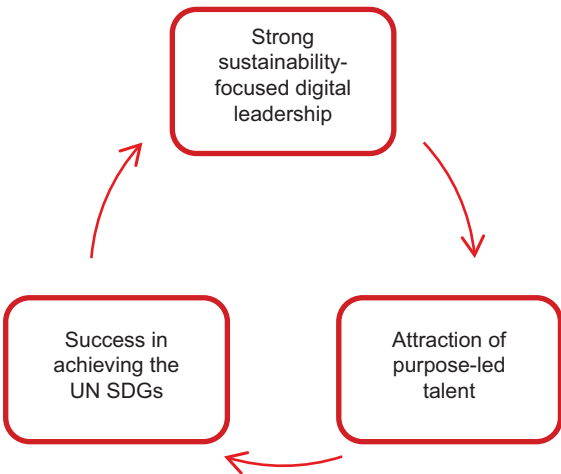 Strong
sustainability-
focused digital
leadership
Success in
achieving the
UN SDGs
Attraction of
purpose-led
talent